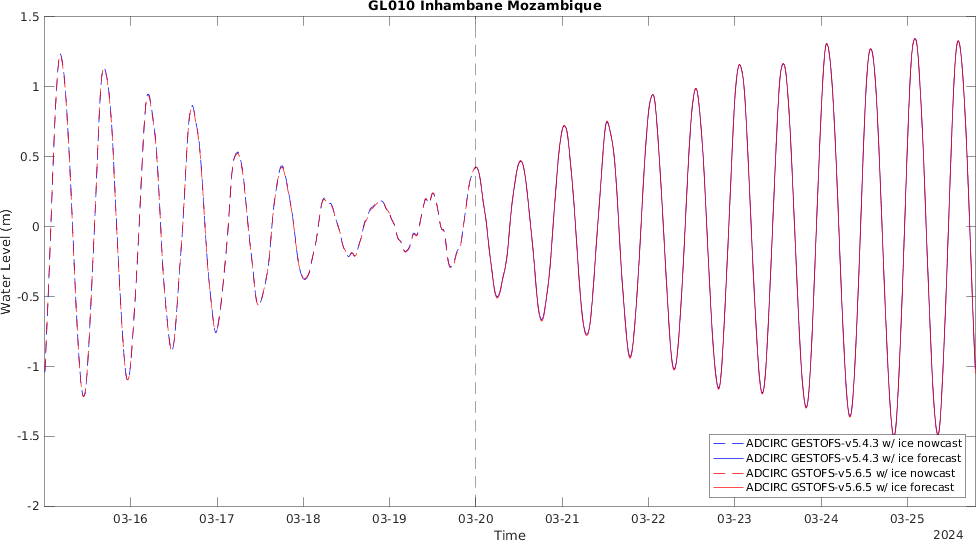 GL010 Inhambane Mozambique
1.5
1
0.5
0
-0.5
-1
-1.5
-2
Water Level (m)
03-16 03-17 03-18 03-19 03-20 03-21 03-22 03-23 03-24 03-25
Time
2024
ADCIRC GESTOFS-v5.4.3 w/ ice nowcast
ADCIRC GESTOFS-v5.4.3 w/ ice forecast
ADCIRC GSTOFS-v5.6.5 w/ ice nowcast
ADCIRC GSTOFS-v5.6.5 w/ ice forecast